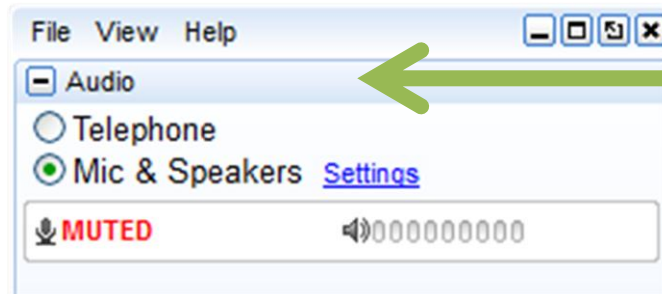 File View Help
Audio
Telephone
Mic & Speakers Settings
MUTED